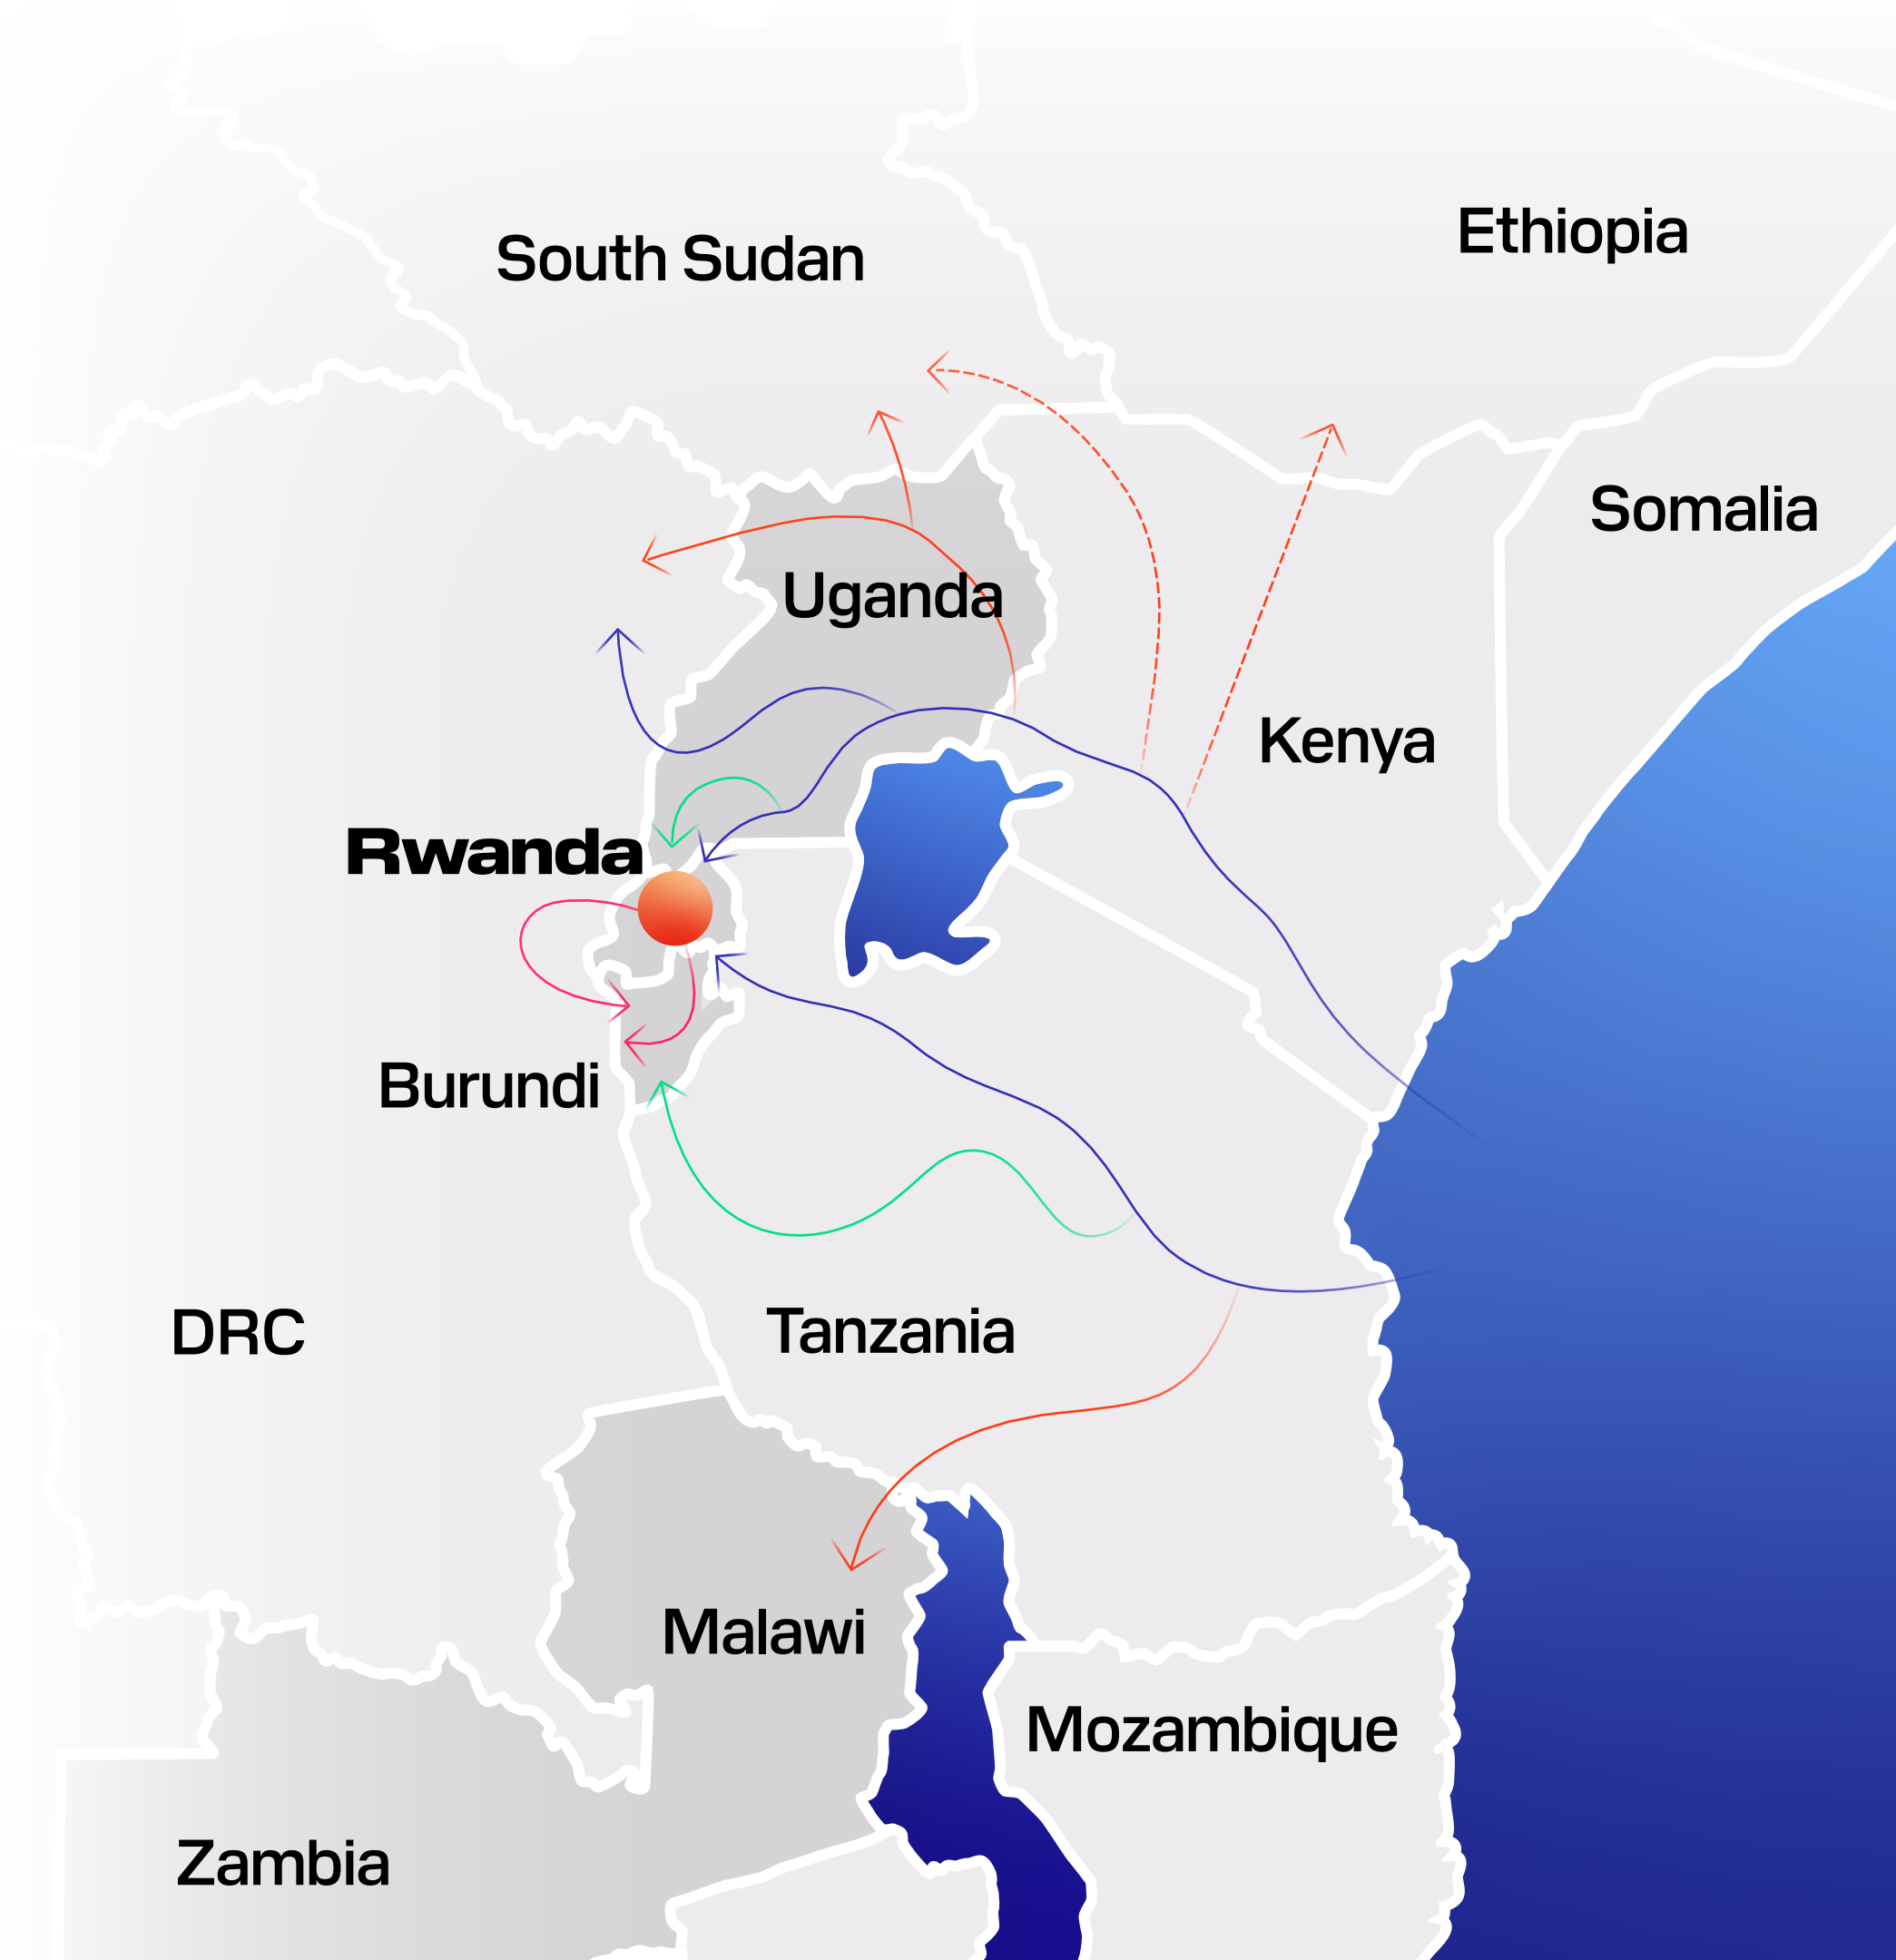 Ethiopia
South Sudan
Somalia
Uganda
Kenya
Rwanda
Burundi
DRC
Tanzania
Malawi
Mozambique
Zambia